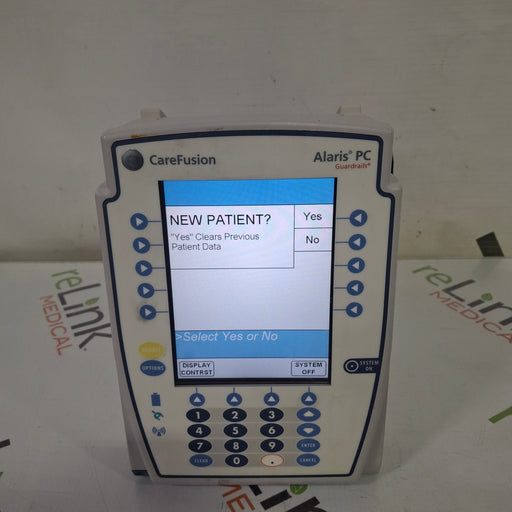 CareFusion
Alaris® PC
Guardrails®
NEW PATIENT?
Yes
"Yes" Clears Previous
Patient Data
No
>Select Yes or No
DISPLAY
CONTRST
SYSTEM
OFF
SYSTEM
ON
OPTIONS
1 2 3
4 5 6
7 8 9 ENTER
CLEAR 0 . CANCEL
reLink
MEDICAL
reLink
MEDICAL
reLink
MEDICAL